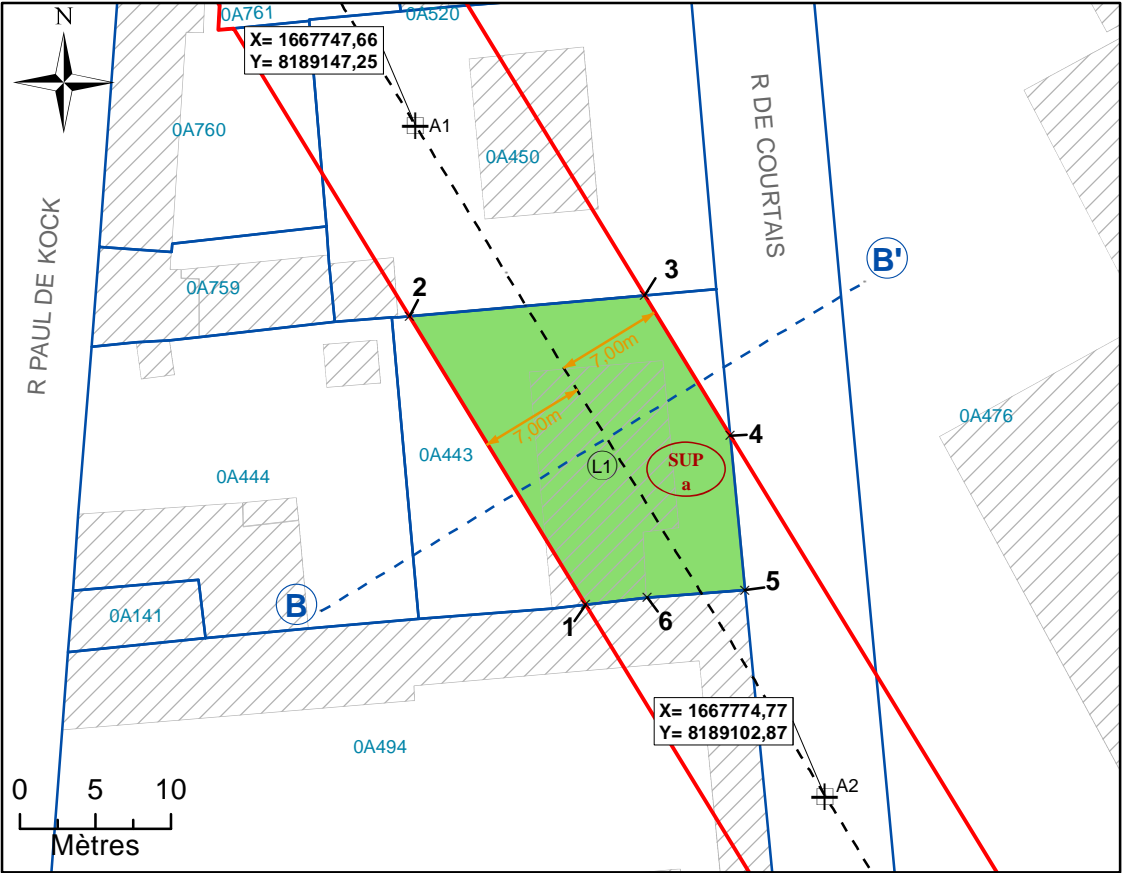 0A761
0A520
N
X= 1667747,66
Y= 8189147,25
A1
0A760
0A450
R DE COURTAIS
R PAUL DE KOCK
B'
3
2
0A759
7,00m
7,00m
0A476
4
0A443
L1
SUP
a
0A444
5
B
6
1
0A141
X= 1667774,77
Y= 8189102,87
0A494
A2
0 5 10
Mètres